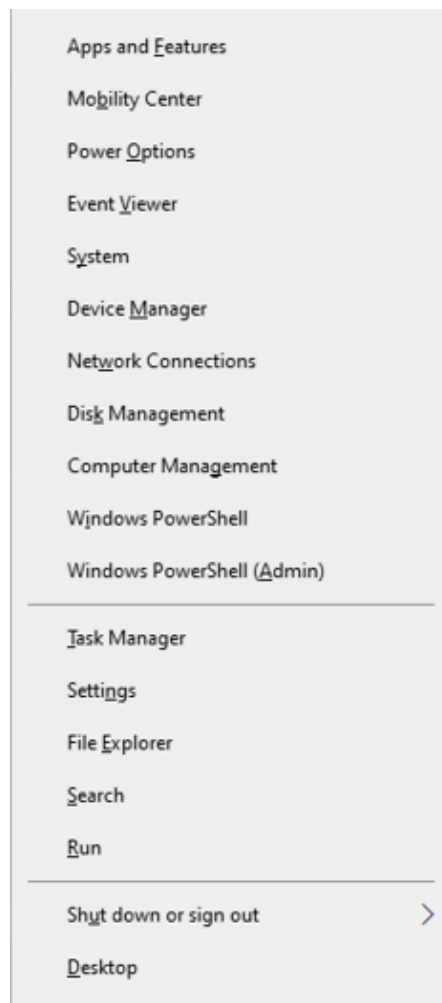 Apps and Features
Mobility Center
Power Options
Event Viewer
System
Device Manager
Network Connections
Disk Management
Computer Management
Windows PowerShell
Windows PowerShell (Admin)
Task Manager
Settings
File Explorer
Search
Run
Shut down or sign out
Desktop